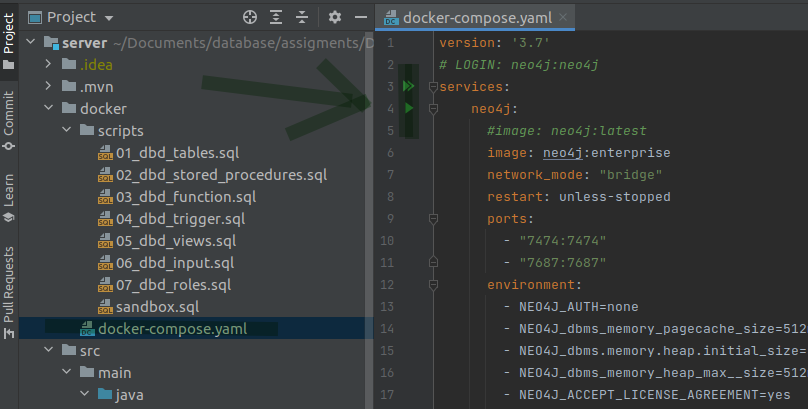 Project
Commit
Learn
Pull Requests
Project
server ~/Documents/database/assigments/D
.idea
.mvn
docker
scripts
01_dbd_tables.sql
02_dbd_stored_procedures.sql
03_dbd_function.sql
04_dbd_trigger.sql
05_dbd_views.sql
06_dbd_input.sql
07_dbd_roles.sql
sandbox.sql
docker-compose.yaml
src
main
java
docker-compose.yaml
1 version: '3.7'
2 # LOGIN: neo4j:neo4j
3 services:
4 neo4j:
5 #image: neo4j:latest
6 image: neo4j:enterprise
7 network_mode: "bridge"
8 restart: unless-stopped
9 ports:
10 - "7474:7474"
11 - "7687:7687"
12 environment:
13 - NEO4J_AUTH=none
14 - NEO4J_dbms_memory_pagecache_size=512
15 - NEO4J_dbms.memory.heap.initial_size=
16 - NEO4J_dbms_memory_heap_max__size=512
17 - NEO4J_ACCEPT_LICENSE_AGREEMENT=yes